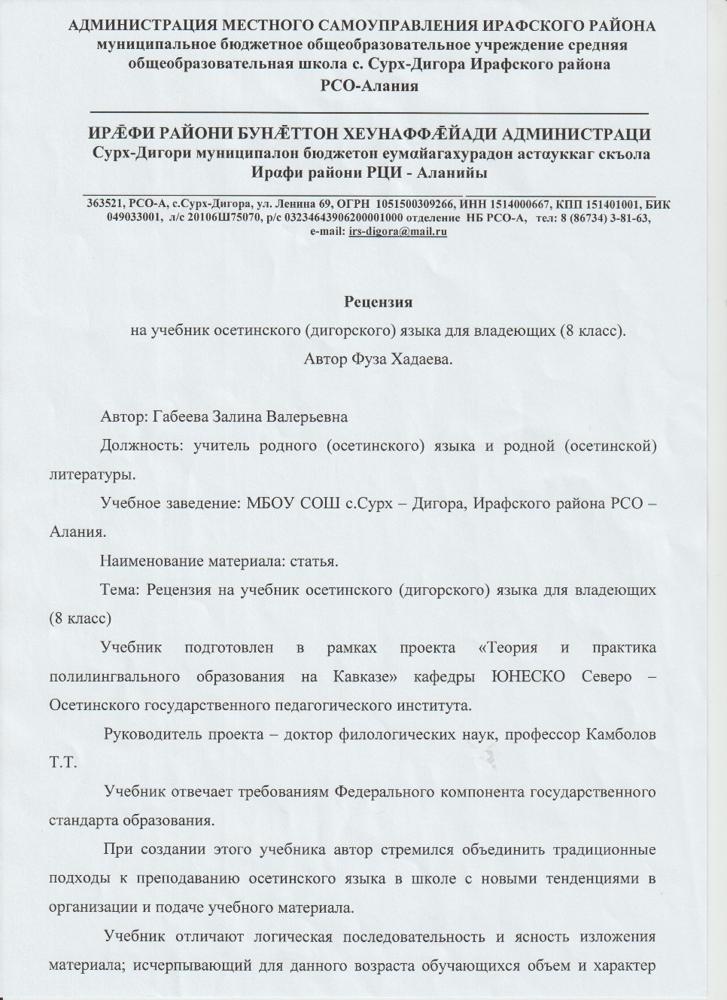 АДМИНИСТРАЦИЯ МЕСТНОГО САМОУПРАВЛЕНИЯ ИРАФСКОГО РАЙОНА
муниципальное бюджетное общеобразовательное учреждение средняя
общеобразовательная школа с. Сурх-Дигора Ирафского района
РСО-Алания
ИРӔФИ РАЙОНИ БУНӔТТОН ХЕУНАФФӔЙАДИ АДМИНИСТРАЦИ
Сурх-Дигори муниципалон бюджетон еумαйагахурадон астαуккаг скъола
Ирαфи райони РЦИ - Аланийы
363521, РСО-А, с.Сурх-Дигора, ул. Ленина 69, ОГРН 1051500309266, ИНН 1514000667, КПП 151401001, БИК
049033001, л/с 20106Ш75070, р/с 03234643906200001000 отделение НБ РСО-А, тел: 8 (86734) 3-81-63,
e-mail: irs-digora@mail.ru
Рецензия
на учебник осетинского (дигорского) языка для владеющих (8 класс).
Автор Фуза Хадаева.
Автор: Габеева Залина Валерьевна
Должность: учитель родного (осетинского) языка и родной (осетинской)
литературы.
Учебное заведение: МБОУ СОШ с.Сурх – Дигора, Ирафского района РСО –
Алания.
Наименование материала: статья.
Тема: Рецензия на учебник осетинского (дигорского) языка для владеющих
(8 класс)
Учебник подготовлен в рамках проекта «Теория и практика
полилингвального образования на Кавказе» кафедры ЮНЕСКО Северо –
Осетинского государственного педагогического института.
Руководитель проекта – доктор филологических наук, профессор Камболов
Т.Т.
Учебник отвечает требованиям Федерального компонента государственного
стандарта образования.
При создании этого учебника автор стремился объединить традиционные
подходы к преподаванию осетинского языка в школе с новыми тенденциями в
организации и подаче учебного материала.
Учебник отличают логическая последовательность и ясность изложения
материала; исчерпывающий для данного возраста обучающихся объем и характер